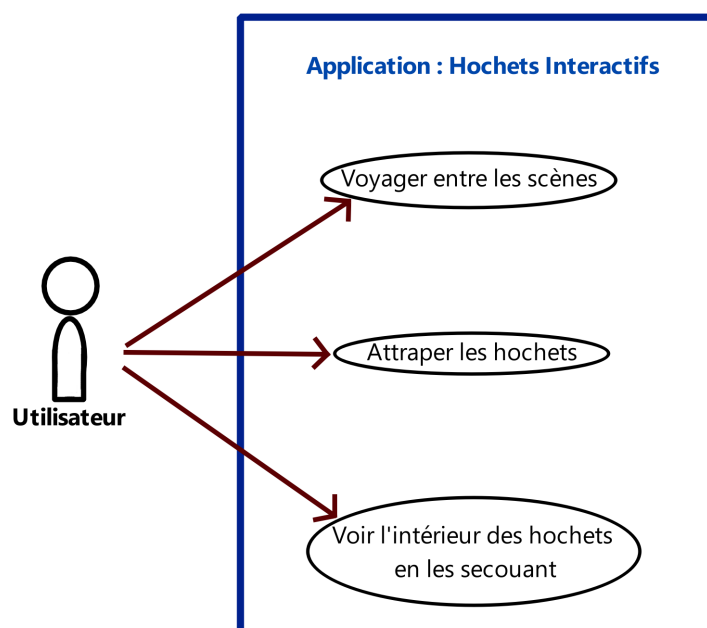 Application : Hochets Interactifs
Voyager entre les scènes
Attraper les hochets
Utilisateur
Voir l'intérieur des hochets
en les secouant